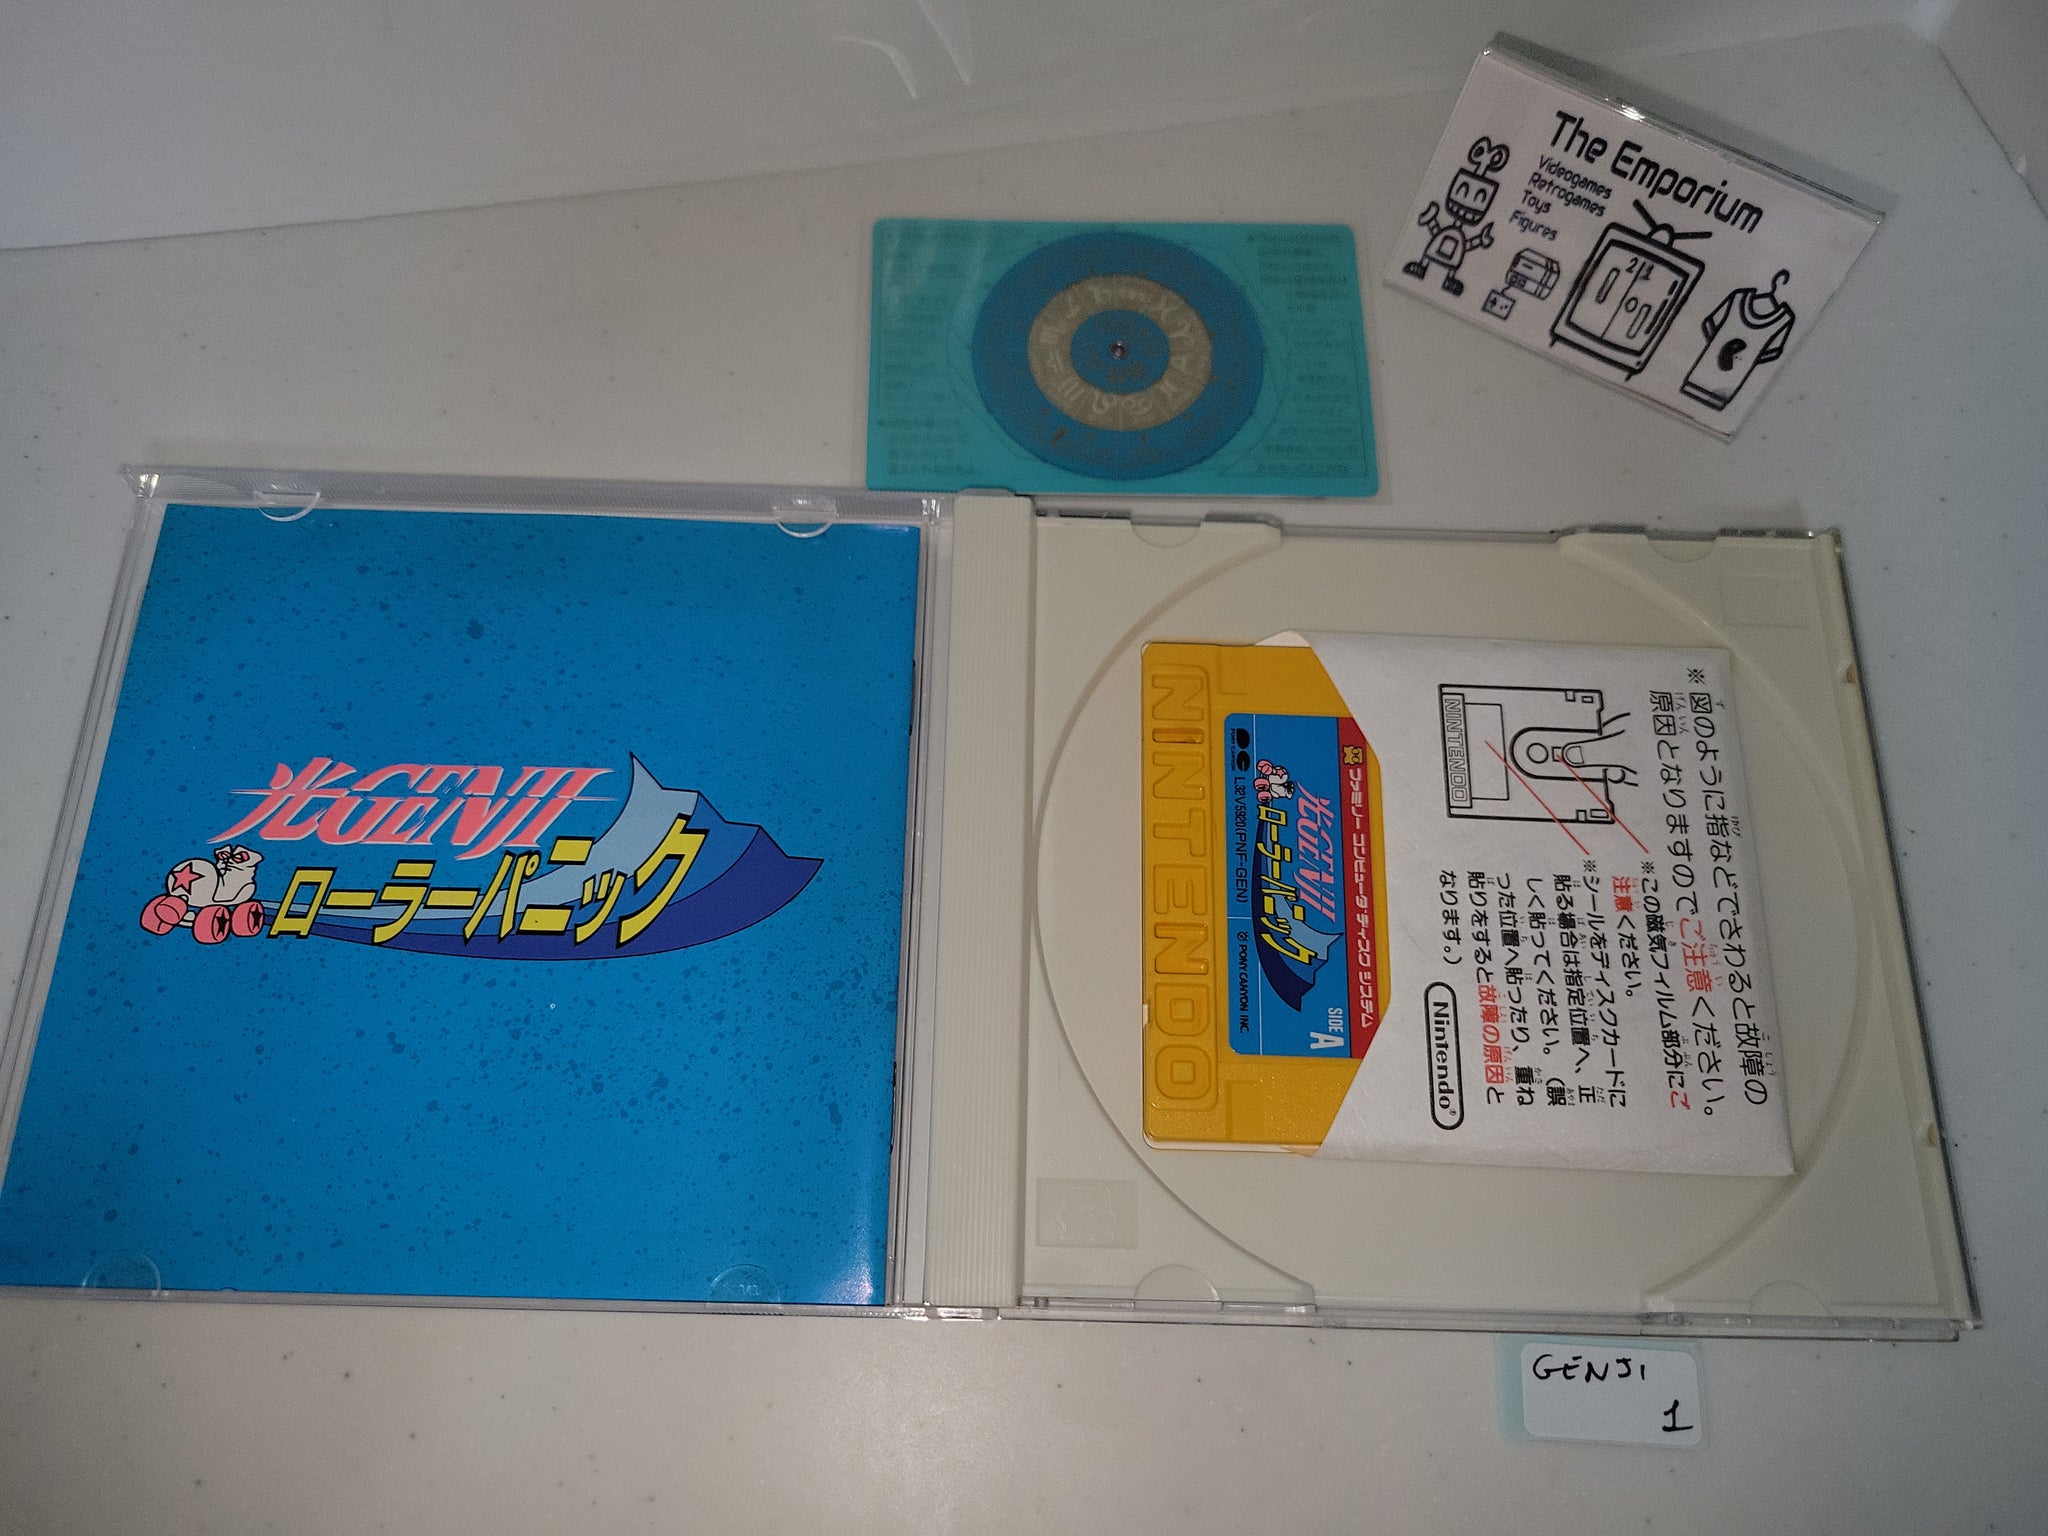 The Emporium
Videogames
Retrogames
Toys
Figures
21
光GENJI
ローラーパニック
NINTENDO
ファミリーコンピュータ ディスクシステム
光GENJI
ローラーパニック
SIDE A
PONY CANYON
L32V5920(PNF-GEN)
PONY CANYON INC.
※図のように指などでさわると故障の
原因となりますのでご注意ください。
NINTENDO
※この磁気フィルム部分にご
注意ください。
※シールをディスクカードに
貼る場合は指定位置へ、正
しく貼ってください。(誤
った位置へ貼ったり、重ね
貼りをすると故障の原因と
なります。)
Nintendo®
GENJI
1